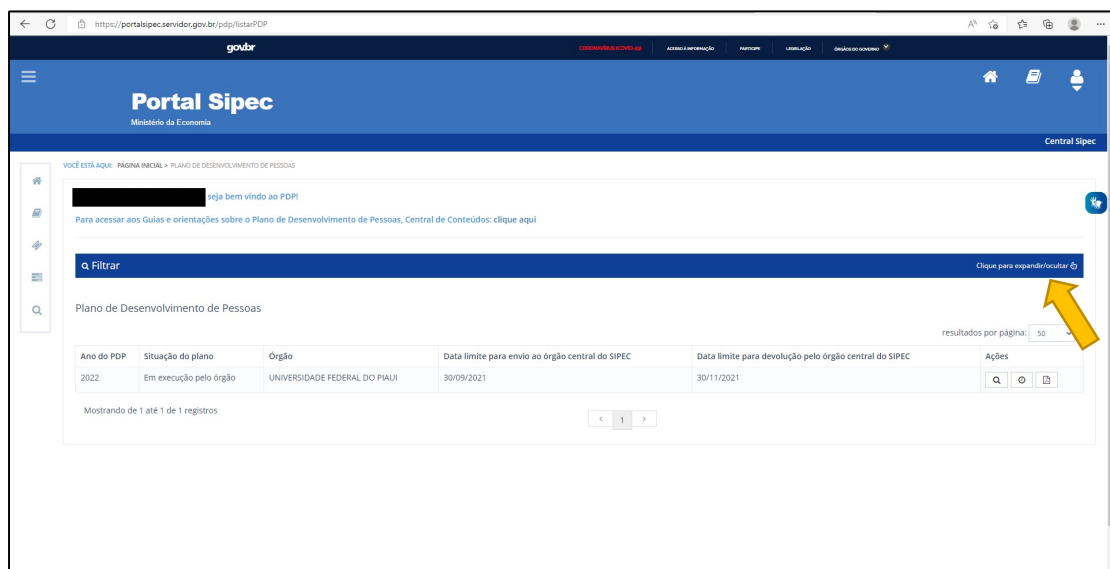 https://portalsipec.servidor.gov.br/pdp/listarPDP
gov.br
CORONAVÍRUS (COVID-19) ACESSO À INFORMAÇÃO PARTICIPE LEGISLAÇÃO ÓRGÃOS DO GOVERNO
Portal Sipec
Ministério da Economia
Central Sipec
VOCÊ ESTÁ AQUI: PÁGINA INICIAL > PLANO DE DESENVOLVIMENTO DE PESSOAS
seja bem vindo ao PDP!
Para acessar aos Guias e orientações sobre o Plano de Desenvolvimento de Pessoas, Central de Conteúdos: clique aqui
Filtrar Clique para expandir/ocultar
Plano de Desenvolvimento de Pessoas
resultados por página: 50
Ano do PDP Situação do plano Órgão Data limite para envio ao órgão central do SIPEC Data limite para devolução pelo órgão central do SIPEC Ações
2022 Em execução pelo órgão UNIVERSIDADE FEDERAL DO PIAUI 30/09/2021 30/11/2021
Mostrando de 1 até 1 de 1 registros
< 1 >